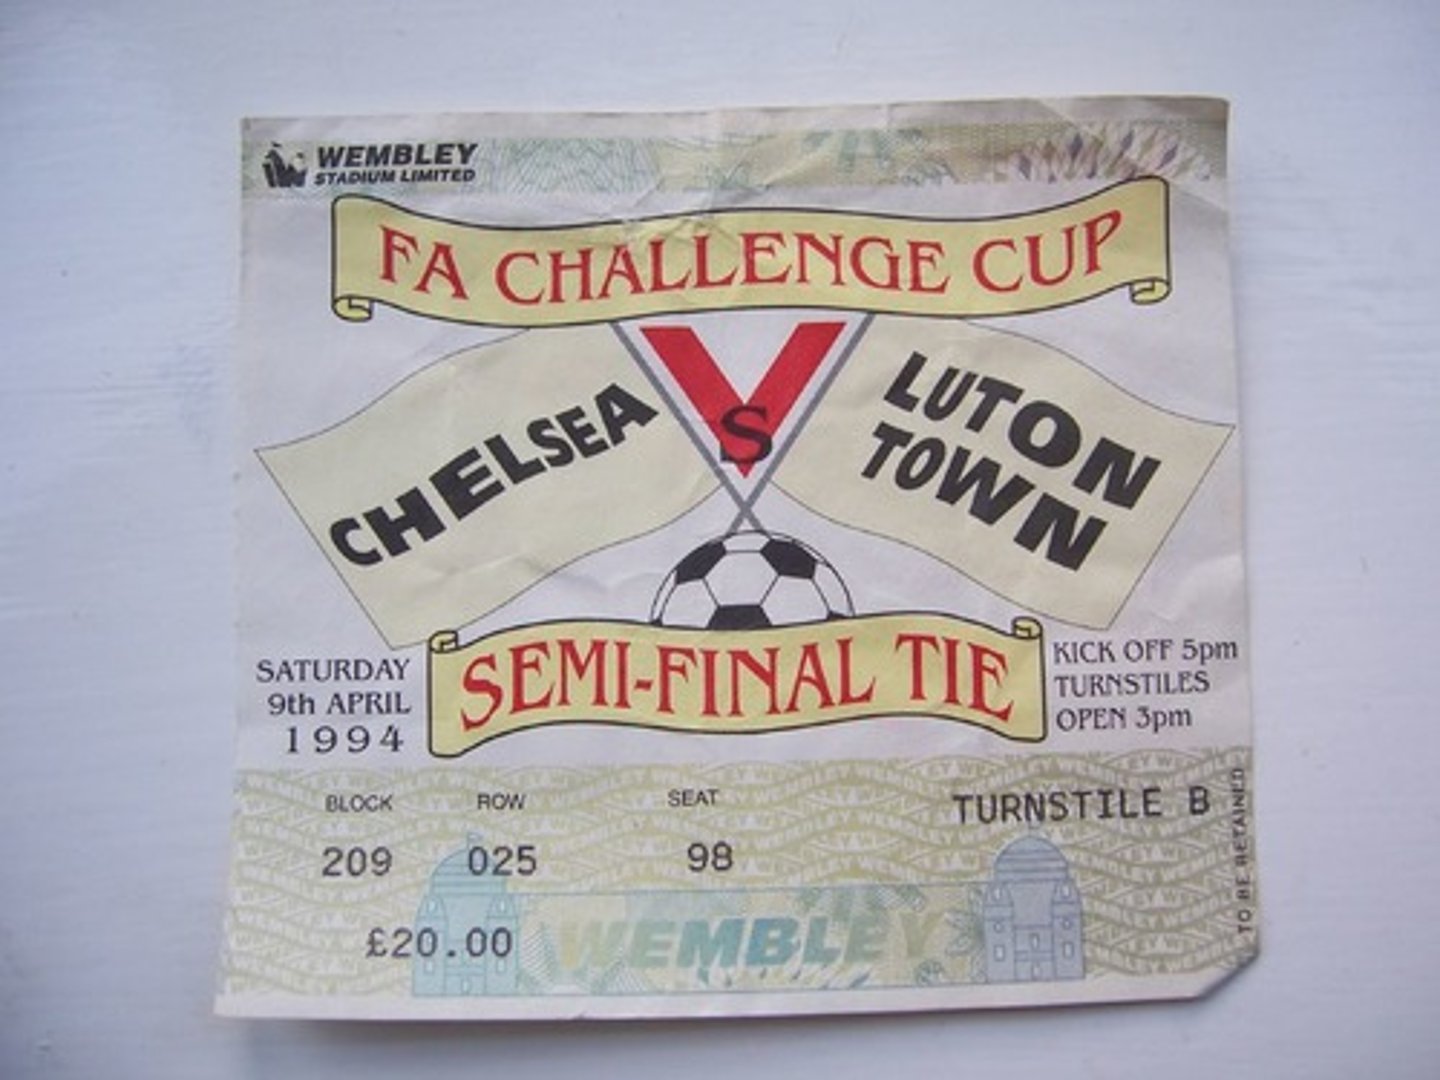 WEMBLEY
STADIUM LIMITED
FA CHALLENGE CUP
CHELSEA
Vs
LUTON
TOWN
SATURDAY
9th APRIL
1994
SEMI-FINAL TIE
KICK OFF 5pm
TURNSTILES
OPEN 3pm
BLOCK ROW SEAT
209 025 98
TURNSTILE B
£20.00
WEMBLEY
TO BE RETAINED